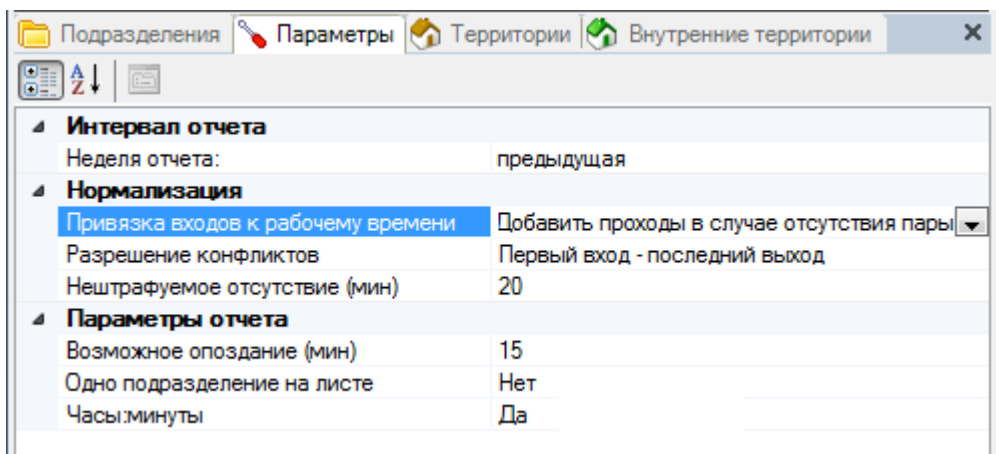 Подразделения Параметры Территории Внутренние территории
Интервал отчета
Неделя отчета: предыдущая
Нормализация
Привязка входов к рабочему времени Добавить проходы в случае отсутствия пары
Разрешение конфликтов Первый вход - последний выход
Нештрафуемое отсутствие (мин) 20
Параметры отчета
Возможное опоздание (мин) 15
Одно подразделение на листе Нет
Часы:минуты Да